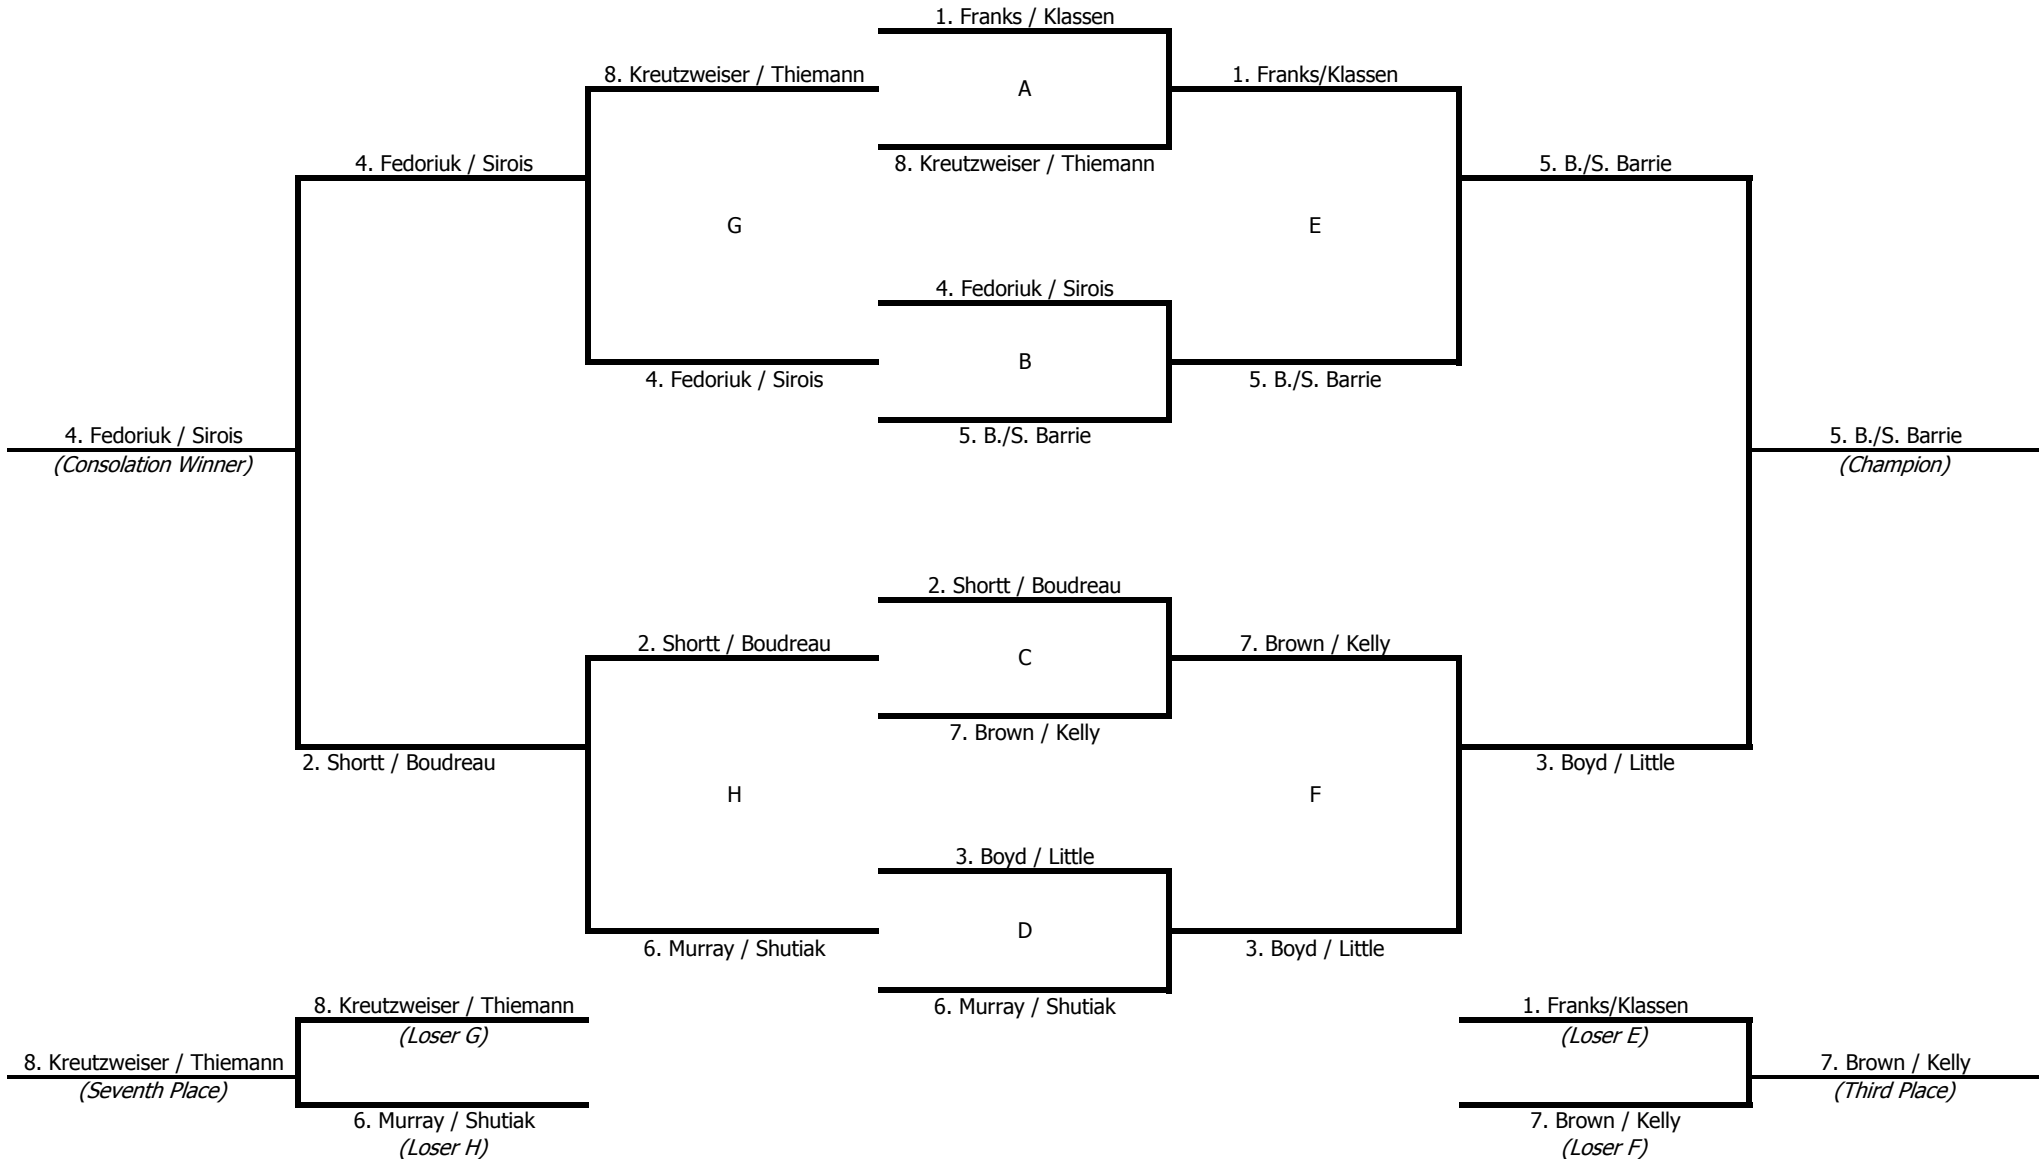 1. Franks / Klassen
8. Kreutzweiser / Thiemann
1. Franks/Klassen
A
4. Fedoriuk / Sirois
8. Kreutzweiser / Thiemann
5. B./S. Barrie
G
E
4. Fedoriuk / Sirois
B
4. Fedoriuk / Sirois
5. B./S. Barrie
4. Fedoriuk / Sirois
5. B./S. Barrie
5. B./S. Barrie
(Consolation Winner)
(Champion)
2. Shortt / Boudreau
2. Shortt / Boudreau
7. Brown / Kelly
C
7. Brown / Kelly
2. Shortt / Boudreau
3. Boyd / Little
H
F
3. Boyd / Little
D
6. Murray / Shutiak
3. Boyd / Little
8. Kreutzweiser / Thiemann
6. Murray / Shutiak
1. Franks/Klassen
(Loser G)
(Loser E)
8. Kreutzweiser / Thiemann
7. Brown / Kelly
(Seventh Place)
(Third Place)
6. Murray / Shutiak
7. Brown / Kelly
(Loser H)
(Loser F)